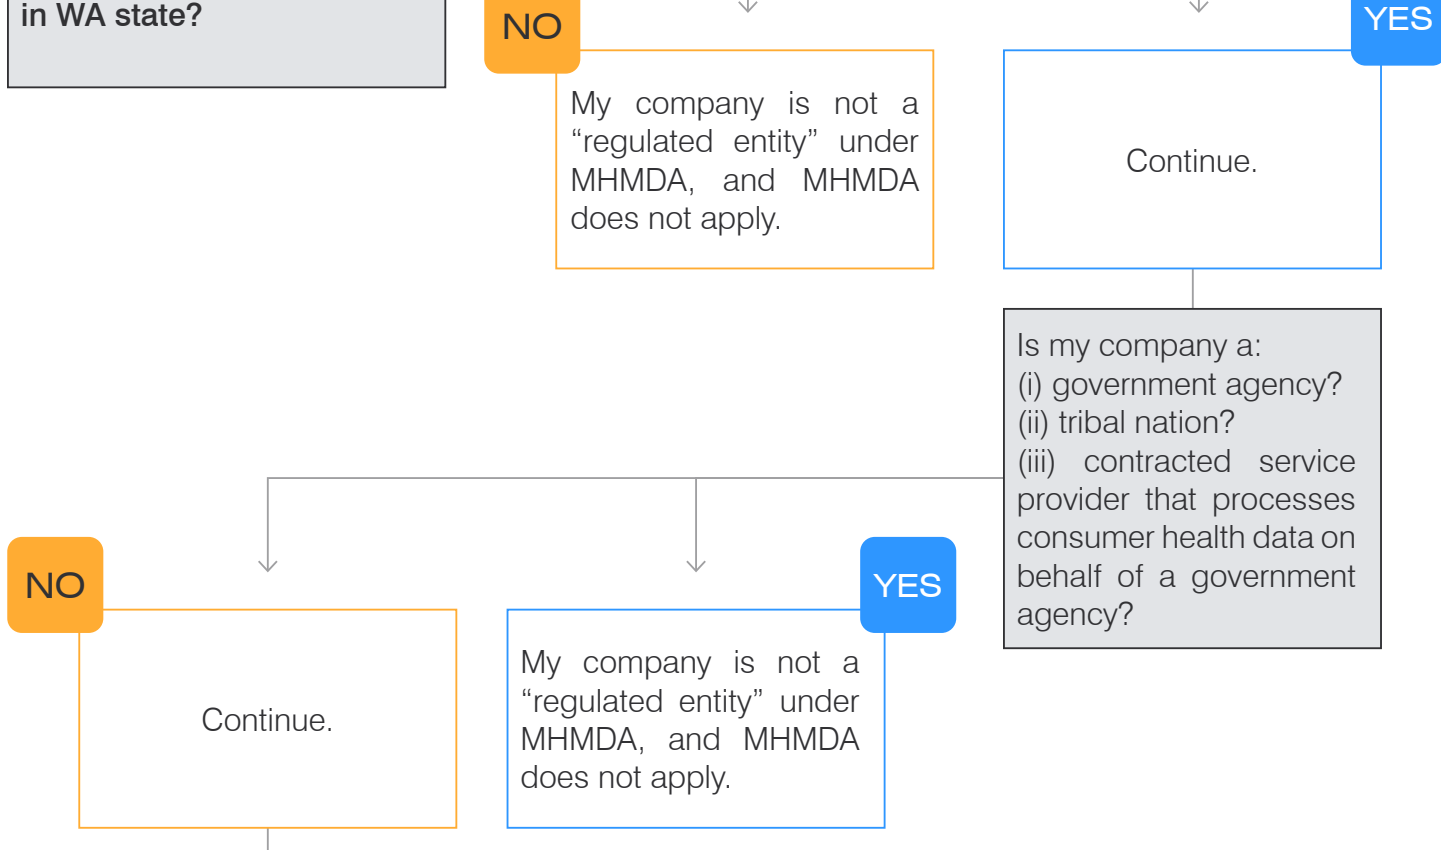 in WA state?
NO
YES
My company is not a
“regulated entity” under
MHMDA, and MHMDA
does not apply.
Continue.
Is my company a:
(i) government agency?
(ii) tribal nation?
(iii) contracted service
provider that processes
consumer health data on
behalf of a government
agency?
NO
YES
Continue.
My company is not a
“regulated entity” under
MHMDA, and MHMDA
does not apply.